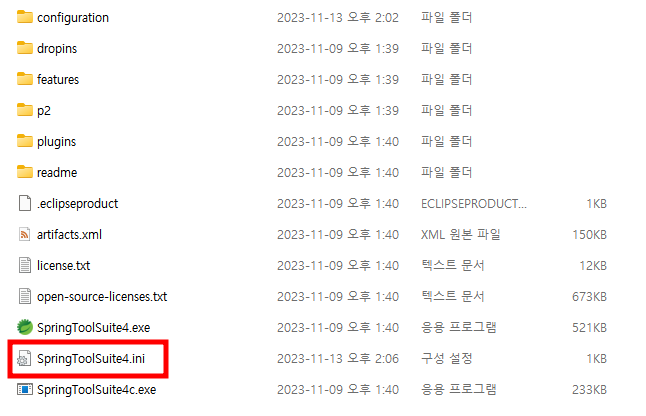 configuration 2023-11-13 오후 2:02 파일 폴더
dropins 2023-11-09 오후 1:39 파일 폴더
features 2023-11-09 오후 1:39 파일 폴더
p2 2023-11-09 오후 1:39 파일 폴더
plugins 2023-11-09 오후 1:40 파일 폴더
readme 2023-11-09 오후 1:40 파일 폴더
.eclipseproduct 2023-11-09 오후 1:40 ECLIPSEPRODUCT... 1KB
artifacts.xml 2023-11-09 오후 1:40 XML 원본 파일 150KB
license.txt 2023-11-09 오후 1:40 텍스트 문서 12KB
open-source-licenses.txt 2023-11-09 오후 1:40 텍스트 문서 673KB
SpringToolSuite4.exe 2023-11-09 오후 1:40 응용 프로그램 521KB
SpringToolSuite4.ini 2023-11-13 오후 2:06 구성 설정 1KB
SpringToolSuite4c.exe 2023-11-09 오후 1:40 응용 프로그램 233KB